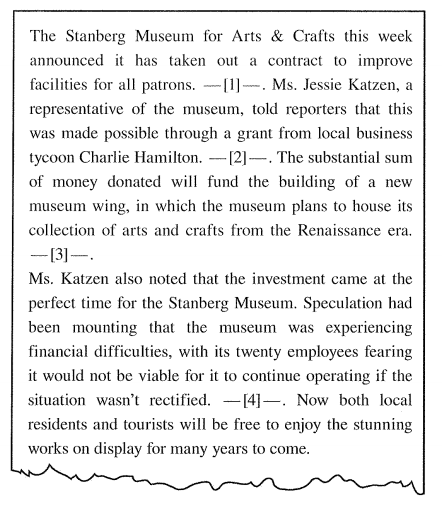 The Stanberg Museum for Arts & Crafts this week
announced it has taken out a contract to improve
facilities for all patrons. —[1]—. Ms. Jessie Katzen, a
representative of the museum, told reporters that this
was made possible through a grant from local business
tycoon Charlie Hamilton. —[2]—. The substantial sum
of money donated will fund the building of a new
museum wing, in which the museum plans to house its
collection of arts and crafts from the Renaissance era.
—[3]—.
Ms. Katzen also noted that the investment came at the
perfect time for the Stanberg Museum. Speculation had
been mounting that the museum was experiencing
financial difficulties, with its twenty employees fearing
it would not be viable for it to continue operating if the
situation wasn't rectified. —[4]—. Now both local
residents and tourists will be free to enjoy the stunning
works on display for many years to come.